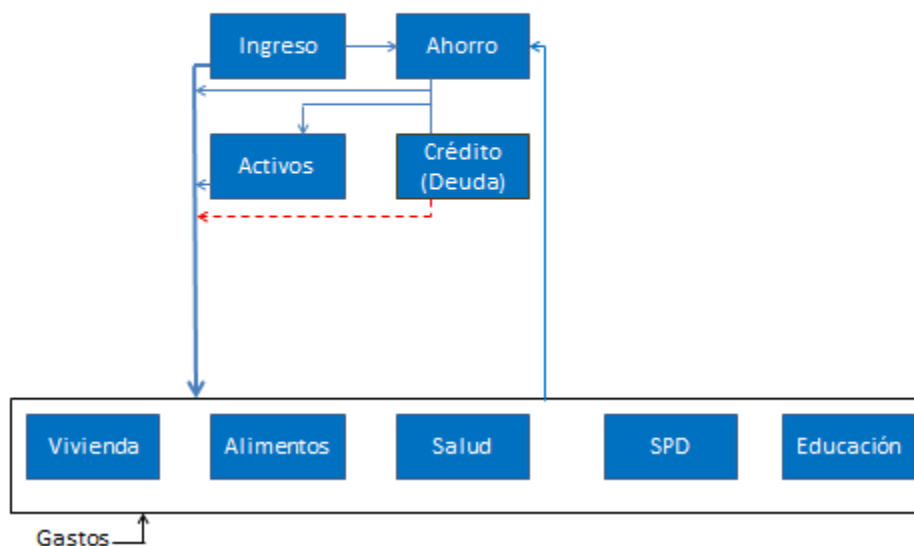 Ingreso
Ahorro
Activos
Crédito
(Deuda)
Vivienda
Alimentos
Salud
SPD
Educación
Gastos